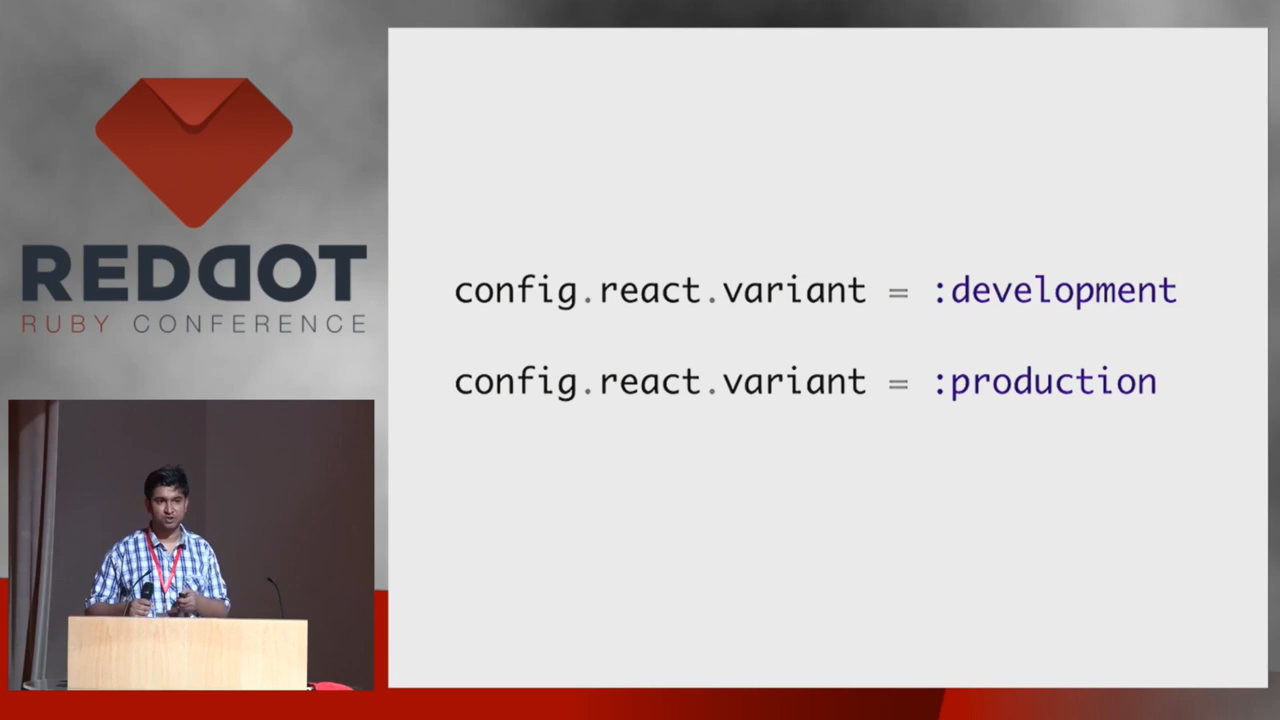 REDDOT
RUBY CONFERENCE
config.react.variant = :development
config.react.variant = :production